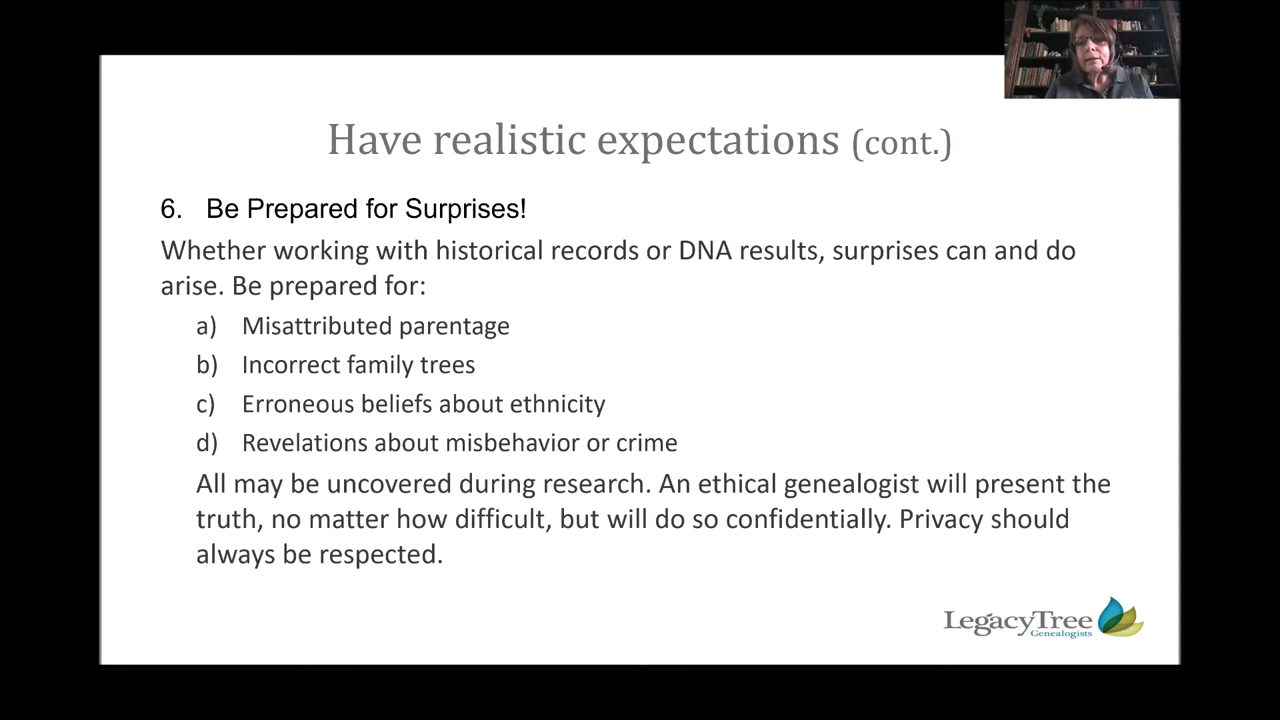 Have realistic expectations (cont.)
6. Be Prepared for Surprises!
Whether working with historical records or DNA results, surprises can and do
arise. Be prepared for:
a) Misattributed parentage
b) Incorrect family trees
c) Erroneous beliefs about ethnicity
d) Revelations about misbehavior or crime
All may be uncovered during research. An ethical genealogist will present the
truth, no matter how difficult, but will do so confidentially. Privacy should
always be respected.
LegacyTree
Genealogists